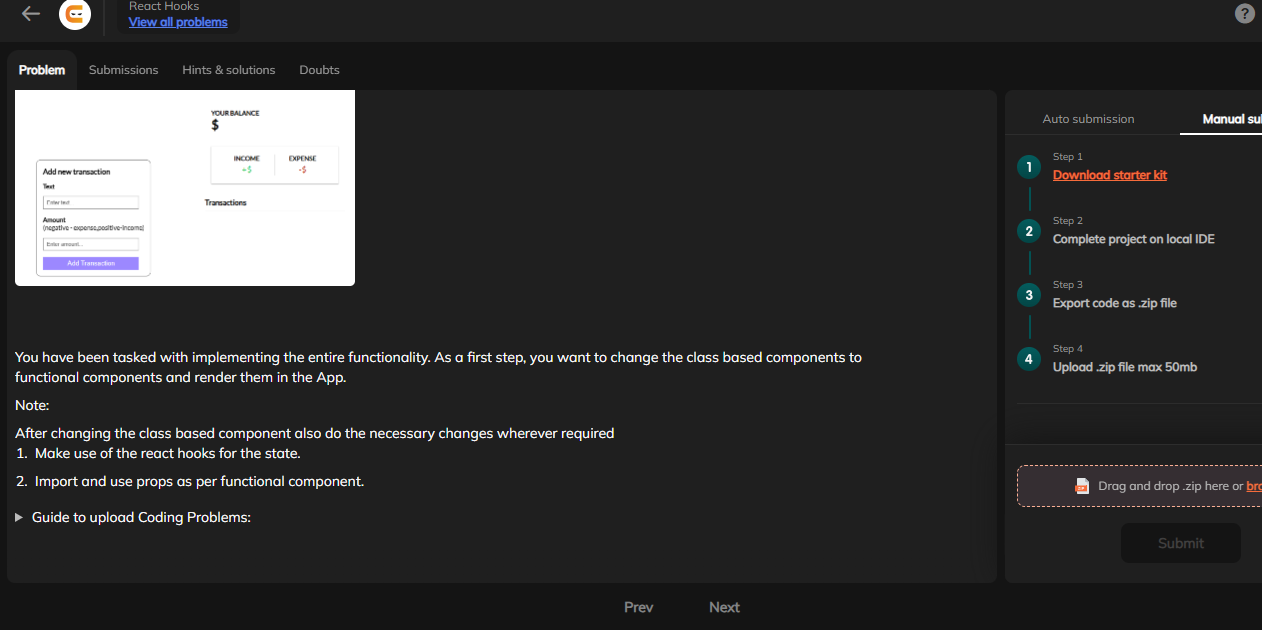 React Hooks
View all problems
?
Problem
Submissions
Hints & solutions
Doubts
YOUR BALANCE
$
INCOME
EXPENSE
+$
-$
Add new transaction
Text
Enter text
Amount
(negative - expense,positive-income)
Enter amount...
Add Transaction
Transactions
You have been tasked with implementing the entire functionality. As a first step, you want to change the class based components to
functional components and render them in the App.
Note:
After changing the class based component also do the necessary changes wherever required
1. Make use of the react hooks for the state.
2. Import and use props as per functional component.
Guide to upload Coding Problems:
Auto submission
Manual su
1
Step 1
Download starter kit
2
Step 2
Complete project on local IDE
3
Step 3
Export code as .zip file
4
Step 4
Upload .zip file max 50mb
Drag and drop .zip here or bro
Submit
Prev
Next